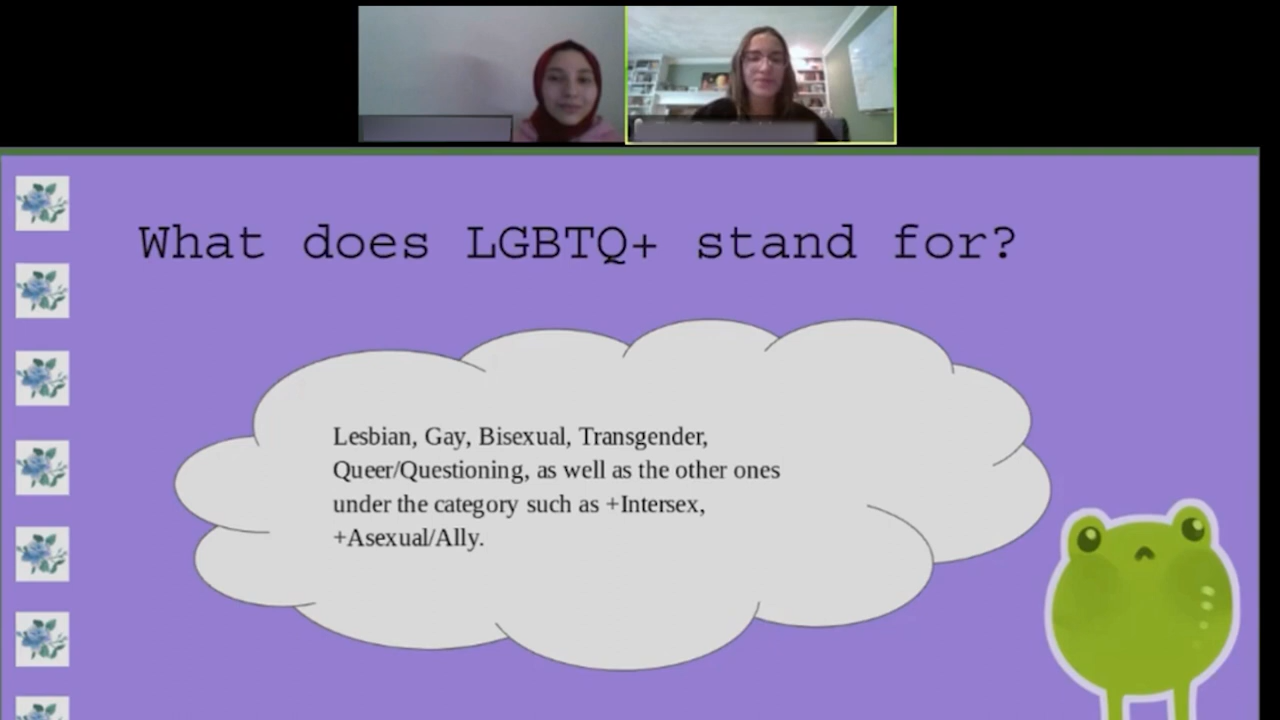 What does LGBTQ+ stand for?
Lesbian, Gay, Bisexual, Transgender,
Queer/Questioning, as well as the other ones
under the category such as +Intersex,
+Asexual/Ally.